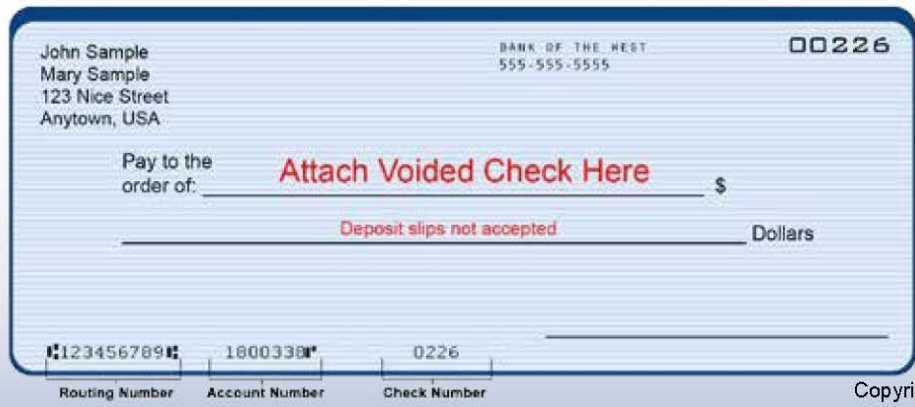 John Sample
Mary Sample
123 Nice Street
Anytown, USA
BANK OF THE WEST
555-555-5555
00226
Pay to the
order of:
Attach Voided Check Here
$
Deposit slips not accepted
Dollars
⑆123456789⑆ 1800338⑈ 0226
Routing Number Account Number Check Number
Copyri